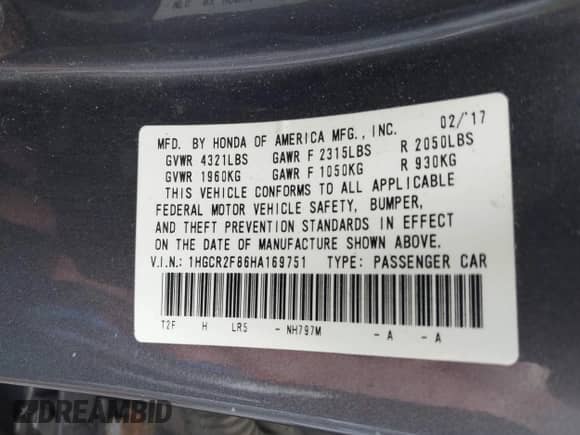 MFD. BY HONDA OF AMERICA MFG., INC. 02/'17
GVWR 4321LBS GAWR F 2315LBS R 2050LBS
GVWR 1960KG GAWR F 1050KG R 930KG
THIS VEHICLE CONFORMS TO ALL APPLICABLE
FEDERAL MOTOR VEHICLE SAFETY, BUMPER,
AND THEFT PREVENTION STANDARDS IN EFFECT
ON THE DATE OF MANUFACTURE SHOWN ABOVE.
V.I.N.: 1HGCR2F86HA169751 TYPE: PASSENGER CAR
T2F H LR5 - NH797M - A - A
DREAMBID